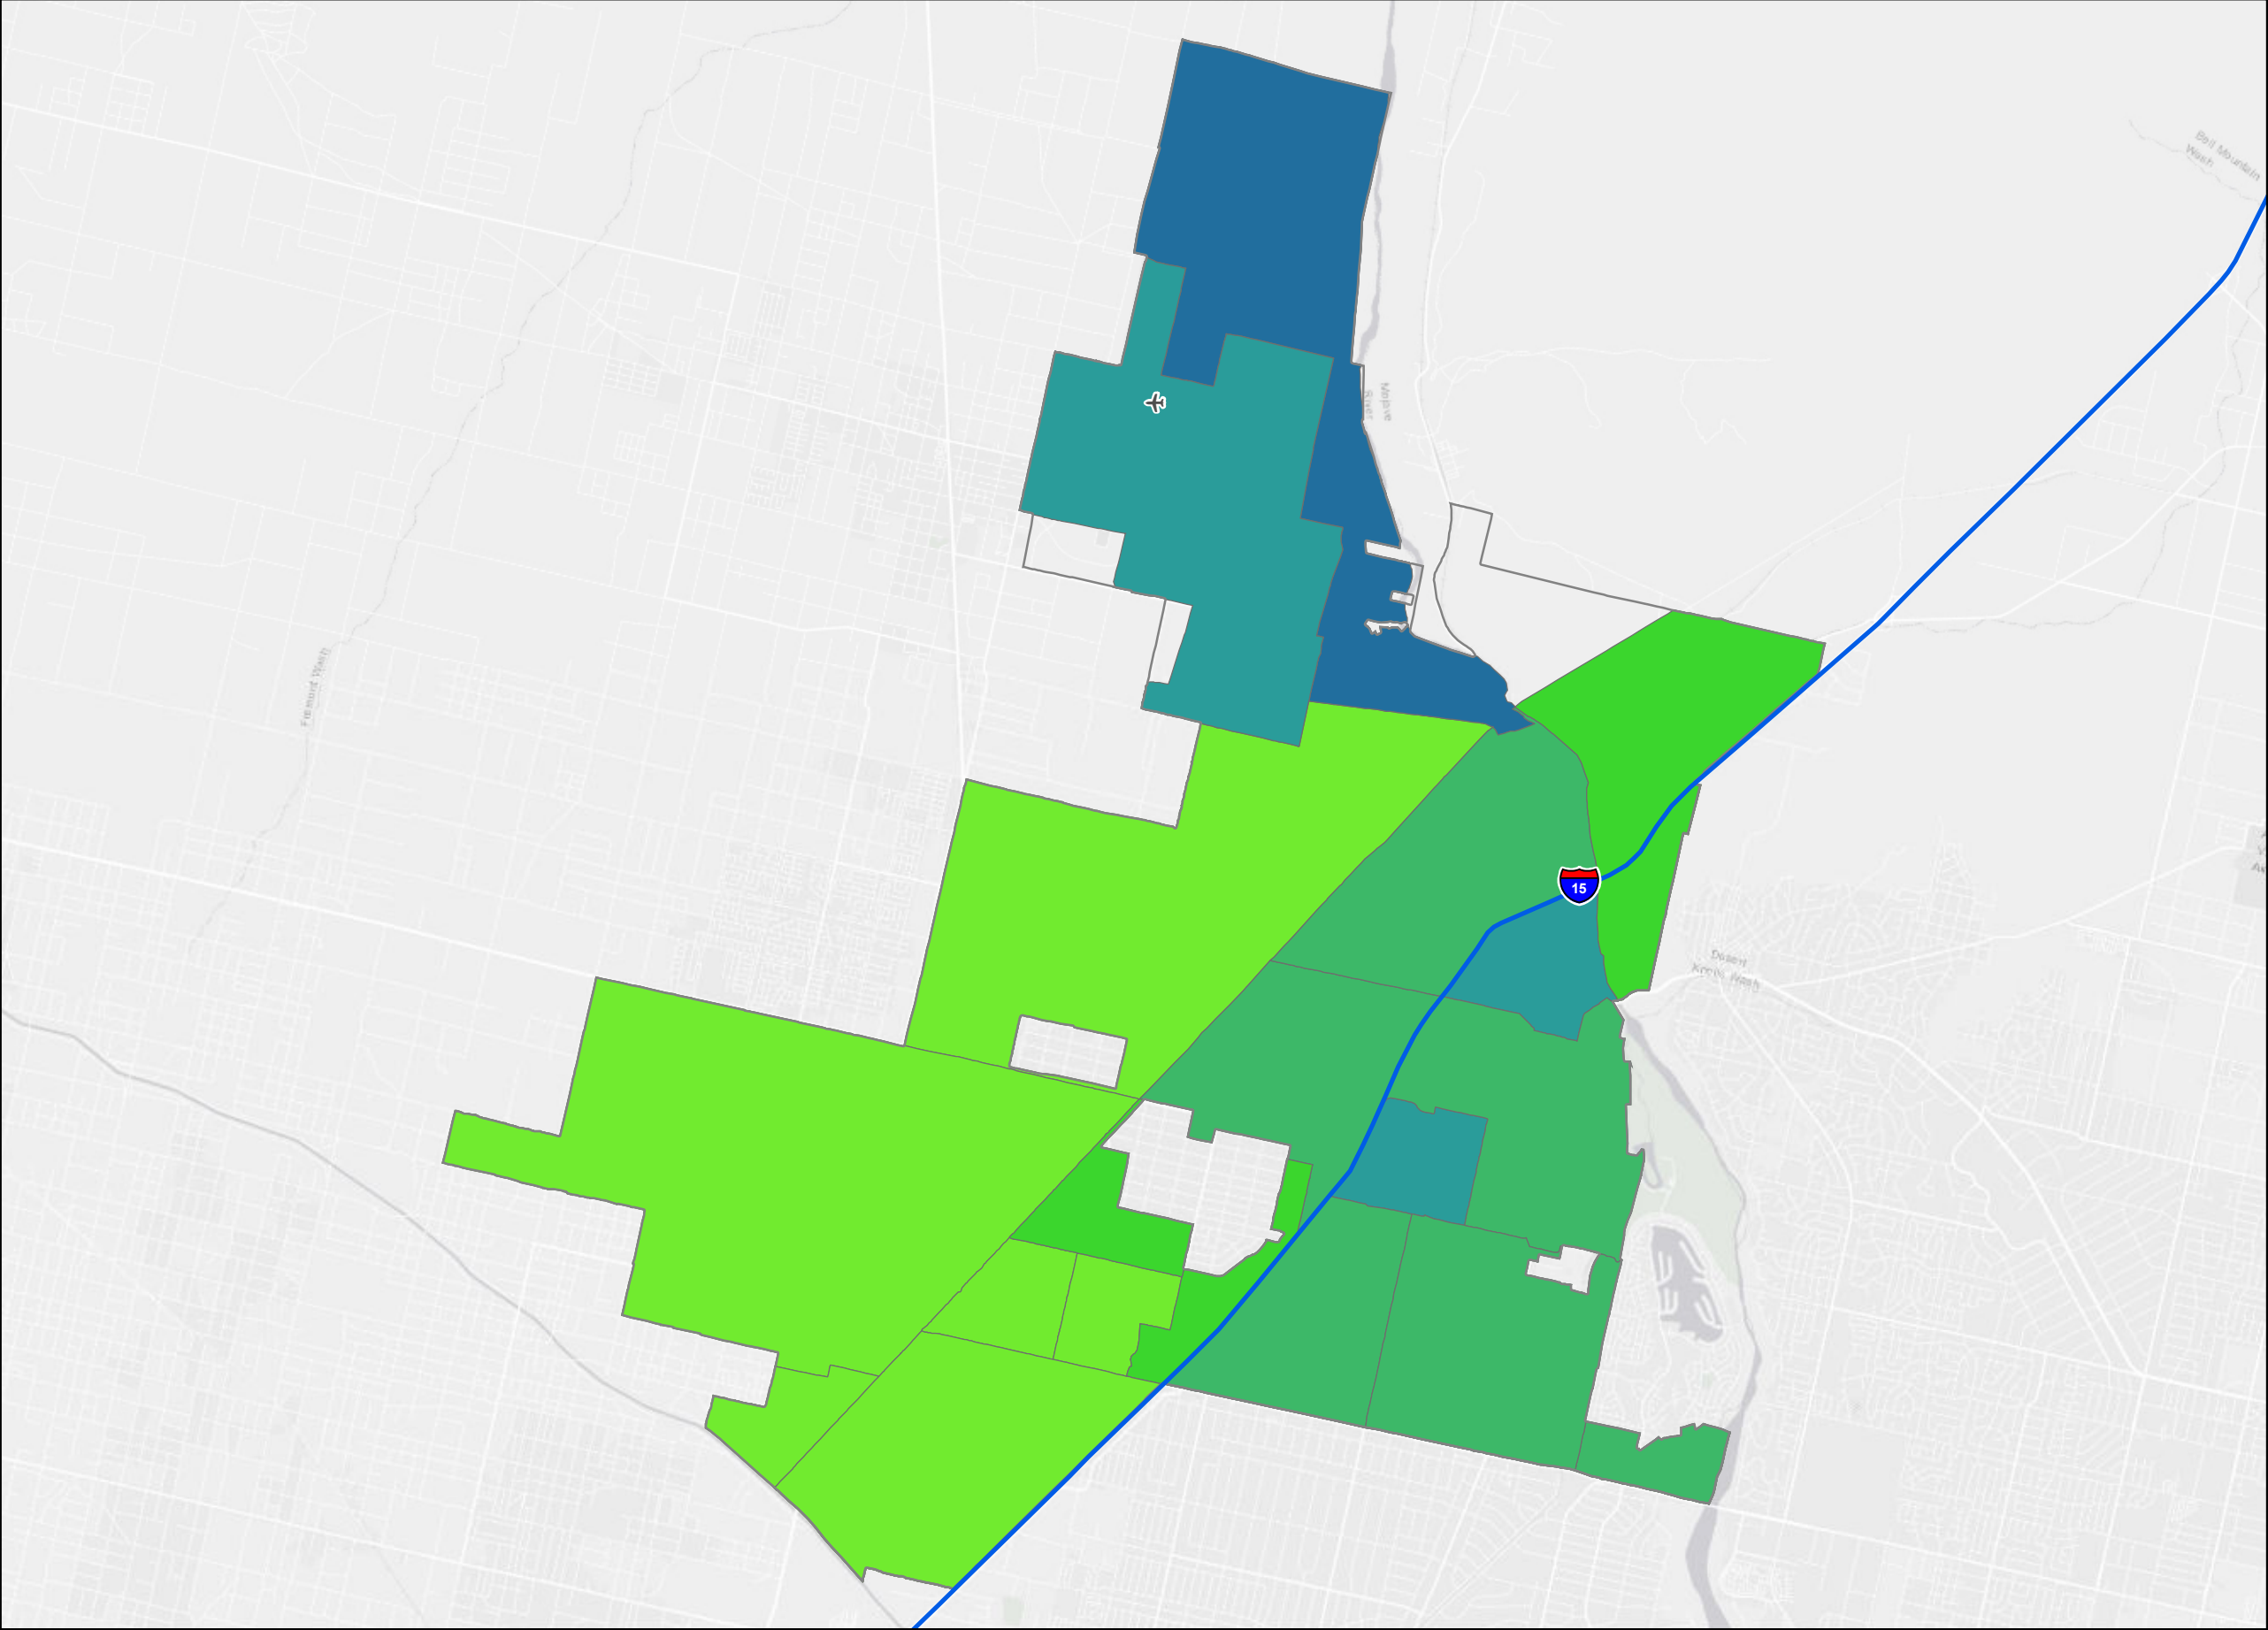 Bell Mountain
Wash
Mojave
River
Fremont Wash
15
Desert
Knolls Wash